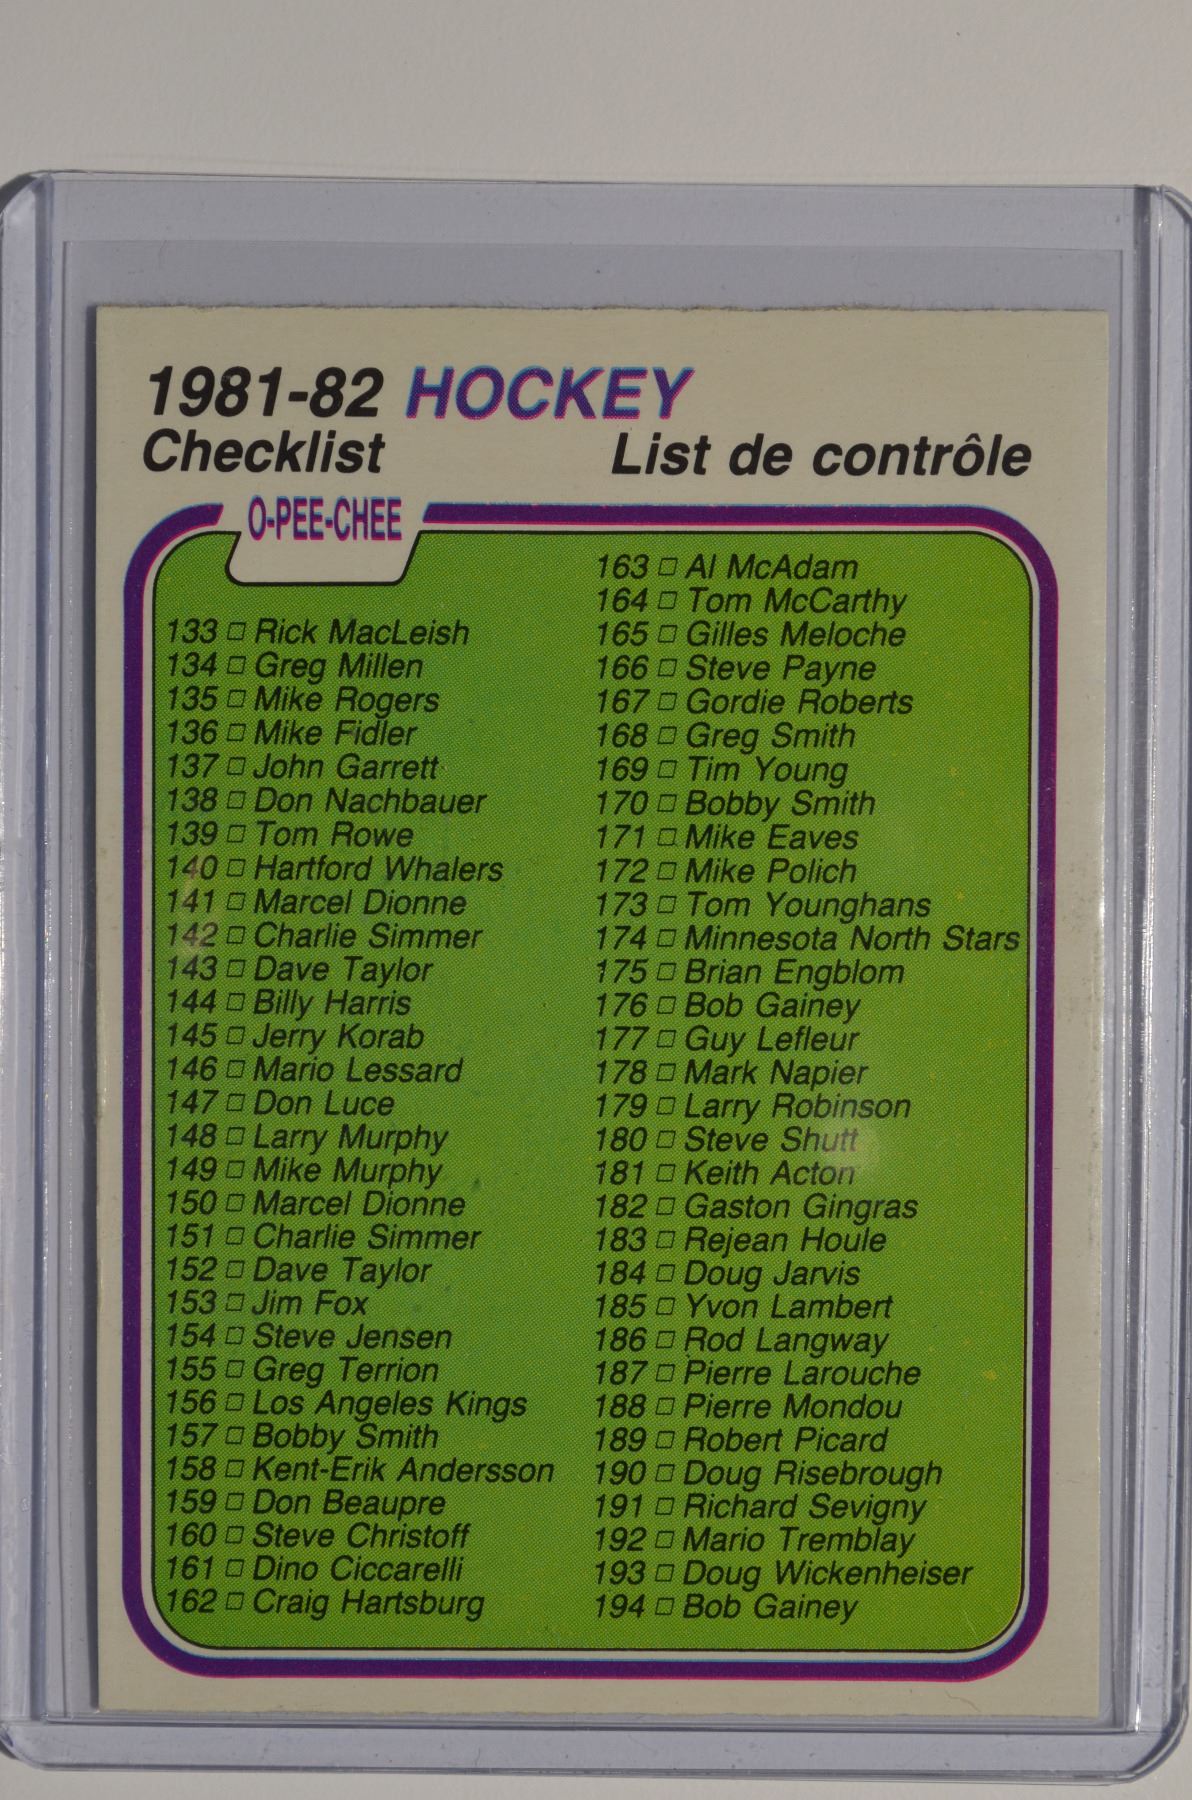 1981-82 HOCKEY
Checklist List de contrôle
O-PEE-CHEE
133 □ Rick MacLeish
134 □ Greg Millen
135 □ Mike Rogers
136 □ Mike Fidler
137 □ John Garrett
138 □ Don Nachbauer
139 □ Tom Rowe
140 □ Hartford Whalers
141 □ Marcel Dionne
142 □ Charlie Simmer
143 □ Dave Taylor
144 □ Billy Harris
145 □ Jerry Korab
146 □ Mario Lessard
147 □ Don Luce
148 □ Larry Murphy
149 □ Mike Murphy
150 □ Marcel Dionne
151 □ Charlie Simmer
152 □ Dave Taylor
153 □ Jim Fox
154 □ Steve Jensen
155 □ Greg Terrion
156 □ Los Angeles Kings
157 □ Bobby Smith
158 □ Kent-Erik Andersson
159 □ Don Beaupre
160 □ Steve Christoff
161 □ Dino Ciccarelli
162 □ Craig Hartsburg
163 □ Al McAdam
164 □ Tom McCarthy
165 □ Gilles Meloche
166 □ Steve Payne
167 □ Gordie Roberts
168 □ Greg Smith
169 □ Tim Young
170 □ Bobby Smith
171 □ Mike Eaves
172 □ Mike Polich
173 □ Tom Younghans
174 □ Minnesota North Stars
175 □ Brian Engblom
176 □ Bob Gainey
177 □ Guy Lefleur
178 □ Mark Napier
179 □ Larry Robinson
180 □ Steve Shutt
181 □ Keith Acton
182 □ Gaston Gingras
183 □ Rejean Houle
184 □ Doug Jarvis
185 □ Yvon Lambert
186 □ Rod Langway
187 □ Pierre Larouche
188 □ Pierre Mondou
189 □ Robert Picard
190 □ Doug Risebrough
191 □ Richard Sevigny
192 □ Mario Tremblay
193 □ Doug Wickenheiser
194 □ Bob Gainey